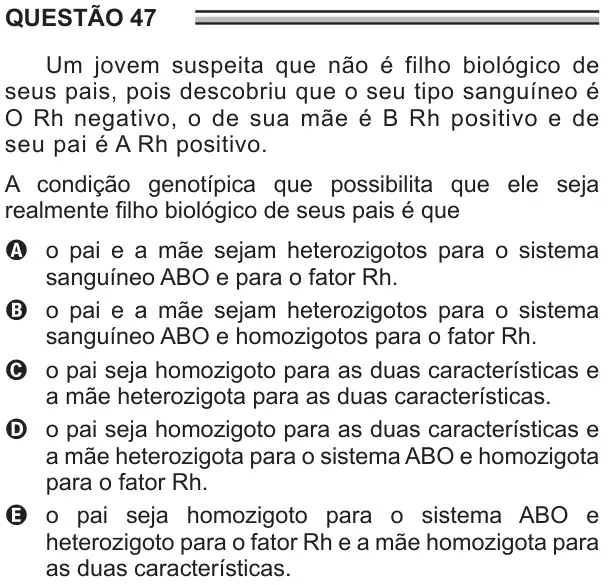 QUESTÃO 47
Um jovem suspeita que não é filho biológico de
seus pais, pois descobriu que o seu tipo sanguíneo é
O Rh negativo, o de sua mãe é B Rh positivo e de
seu pai é A Rh positivo.
A condição genotípica que possibilita que ele seja
realmente filho biológico de seus pais é que
A o pai e a mãe sejam heterozigotos para o sistema
sanguíneo ABO e para o fator Rh.
B o pai e a mãe sejam heterozigotos para o sistema
sanguíneo ABO e homozigotos para o fator Rh.
C o pai seja homozigoto para as duas características e
a mãe heterozigota para as duas características.
D o pai seja homozigoto para as duas características e
a mãe heterozigota para o sistema ABO e homozigota
para o fator Rh.
E o pai seja homozigoto para o sistema ABO e
heterozigoto para o fator Rh e a mãe homozigota para
as duas características.